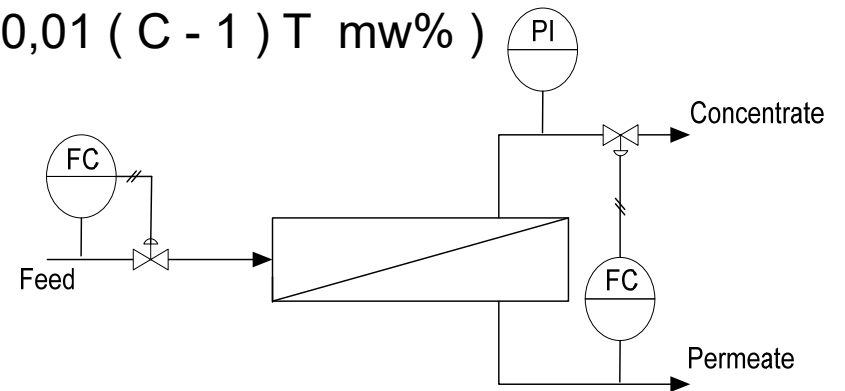 0,01 ( C - 1 ) T mw% )
PI
Concentrate
FC
Feed
FC
Permeate